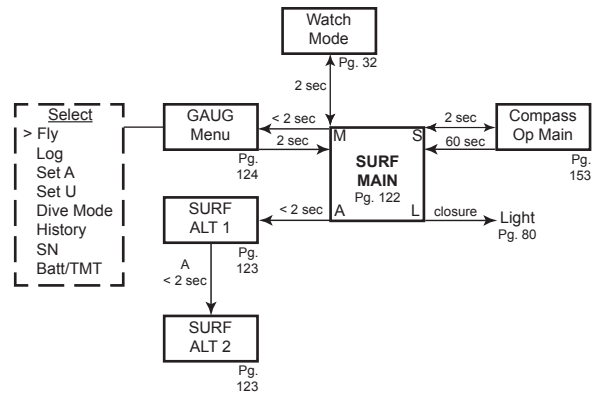 Watch
Mode
Pg. 32
2 sec
Select
> Fly
Log
Set A
Set U
Dive Mode
History
SN
Batt/TMT
GAUG
Menu
Pg.
124
< 2 sec
2 sec
M
S
SURF
MAIN
Pg. 122
A
L
2 sec
60 sec
Compass
Op Main
Pg.
153
SURF
ALT 1
Pg.
123
< 2 sec
closure
Light
Pg. 80
A
< 2 sec
SURF
ALT 2
Pg.
123